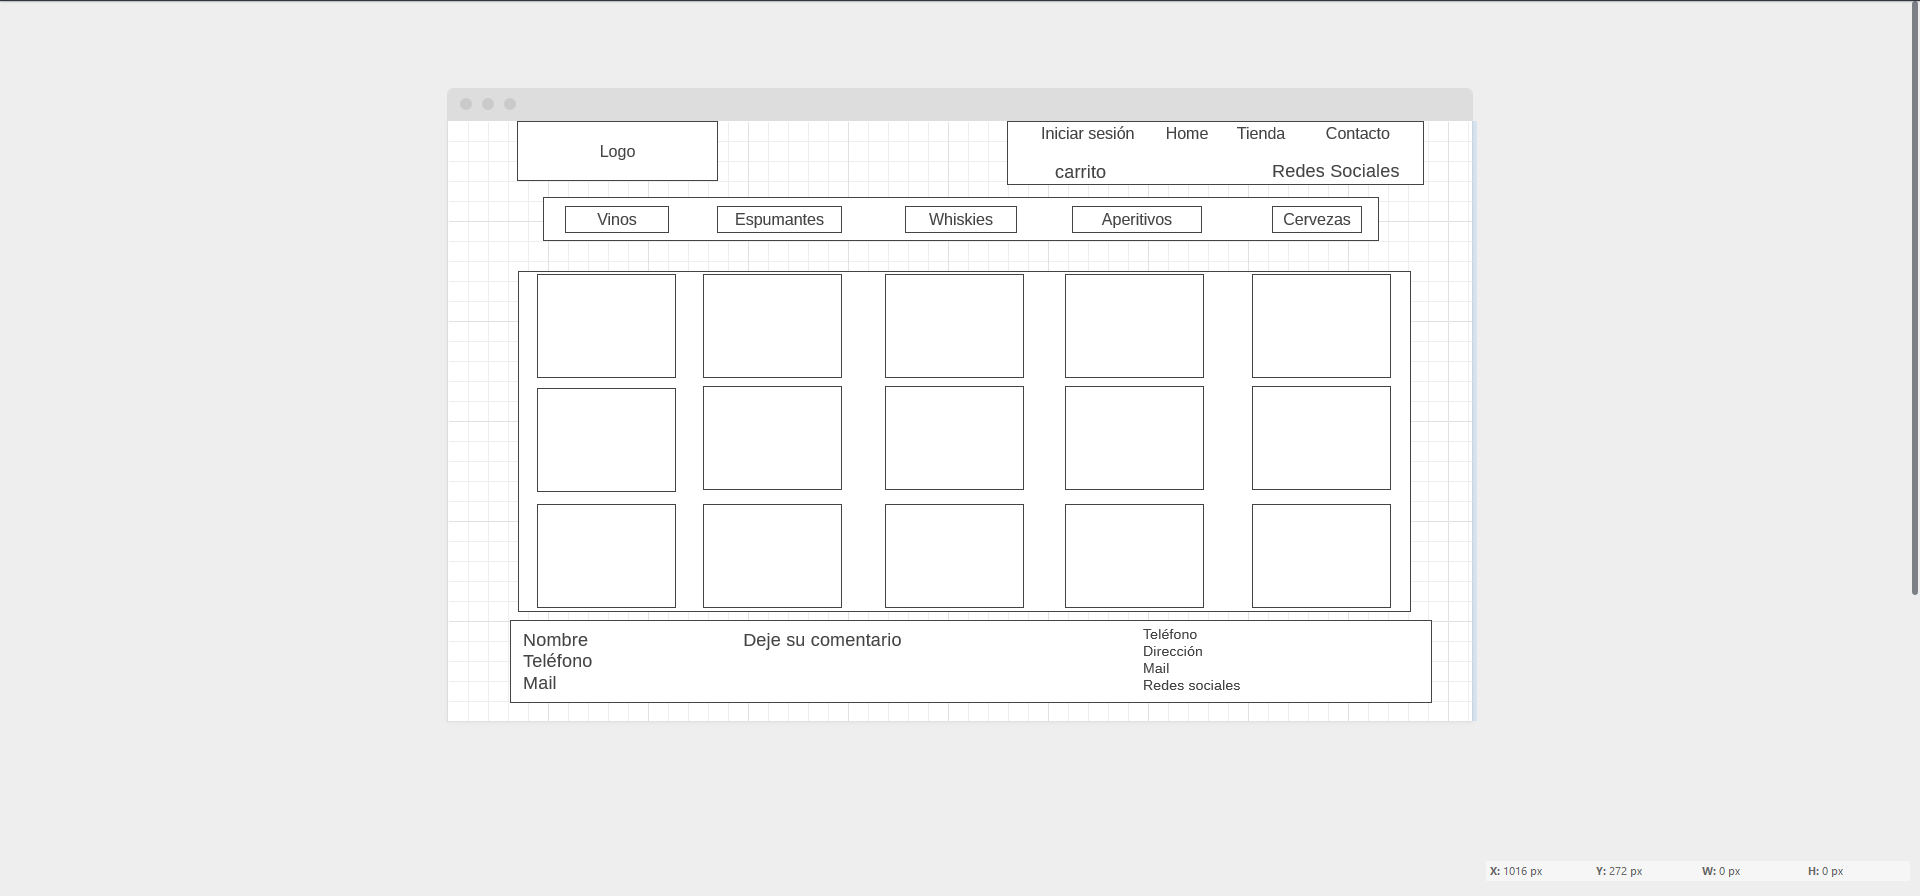 Logo
Iniciar sesión Home Tienda Contacto
carrito Redes Sociales
Vinos Espumantes Whiskies Aperitivos Cervezas
Nombre
Teléfono
Mail
Deje su comentario
Teléfono
Dirección
Mail
Redes sociales
X: 1016 px Y: 272 px W: 0 px H: 0 px